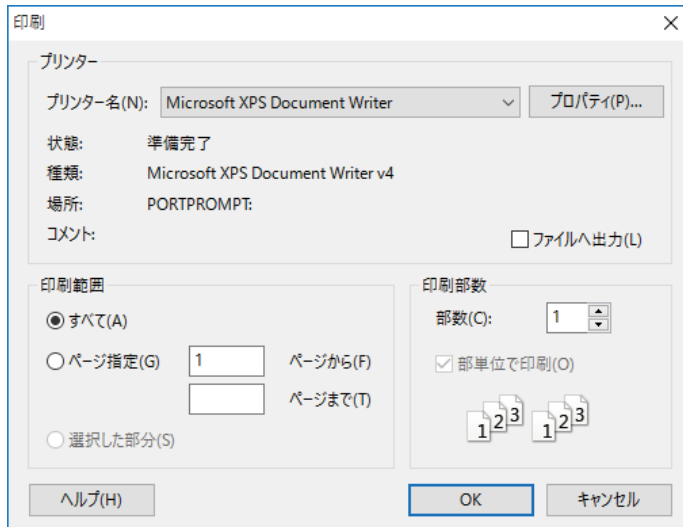 印刷
プリンター
プリンター名(N): Microsoft XPS Document Writer プロパティ(P)...
状態: 準備完了
種類: Microsoft XPS Document Writer v4
場所: PORTPROMPT:
コメント:
ファイルへ出力(L)
印刷範囲
すべて(A)
ページ指定(G) 1 ページから(F)
ページまで(T)
選択した部分(S)
印刷部数
部数(C): 1
部単位で印刷(O)
1 2 3 1 2 3
ヘルプ(H) OK キャンセル